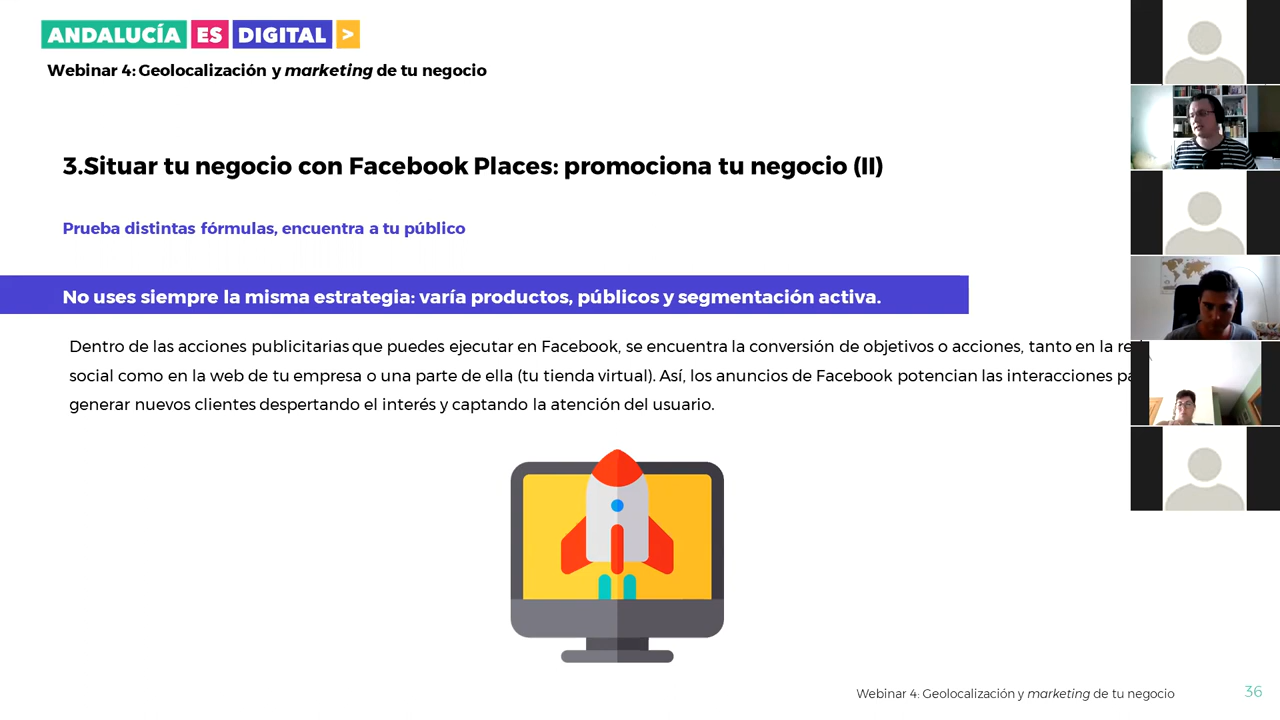 ANDALUCÍA ES DIGITAL >
Webinar 4: Geolocalización y marketing de tu negocio
3.Situar tu negocio con Facebook Places: promociona tu negocio (II)
Prueba distintas fórmulas, encuentra a tu público
No uses siempre la misma estrategia: varía productos, públicos y segmentación activa.
Dentro de las acciones publicitarias que puedes ejecutar en Facebook, se encuentra la conversión de objetivos o acciones, tanto en la
social como en la web de tu empresa o una parte de ella (tu tienda virtual). Así, los anuncios de Facebook potencian las interacciones
generar nuevos clientes despertando el interés y captando la atención del usuario.
Webinar 4: Geolocalización y marketing de tu negocio
36